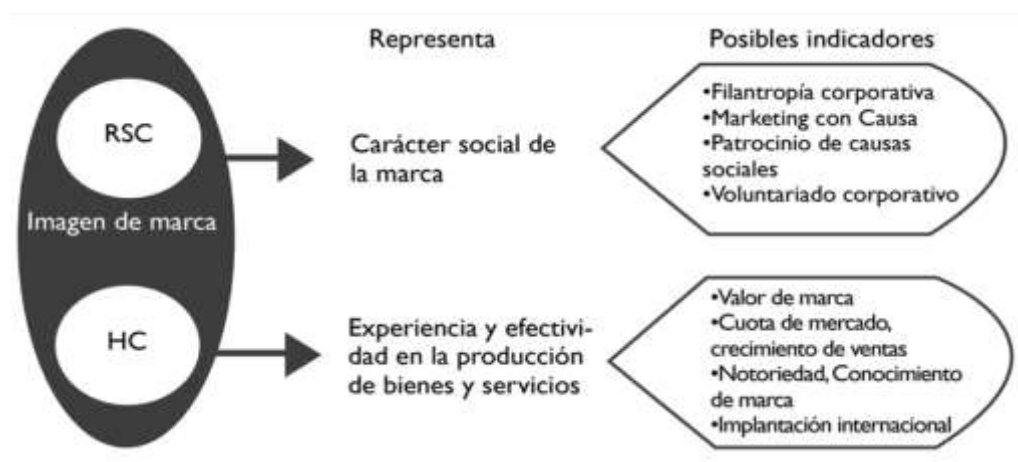 Representa
Posibles indicadores
RSC
Imagen de marca
HC
Carácter social de
la marca
•Filantropía corporativa
•Marketing con Causa
•Patrocinio de causas
sociales
•Voluntariado corporativo
Experiencia y efectivi-
dad en la producción
de bienes y servicios
•Valor de marca
•Cuota de mercado,
crecimiento de ventas
•Notoriedad, Conocimiento
de marca
•Implantación internacional